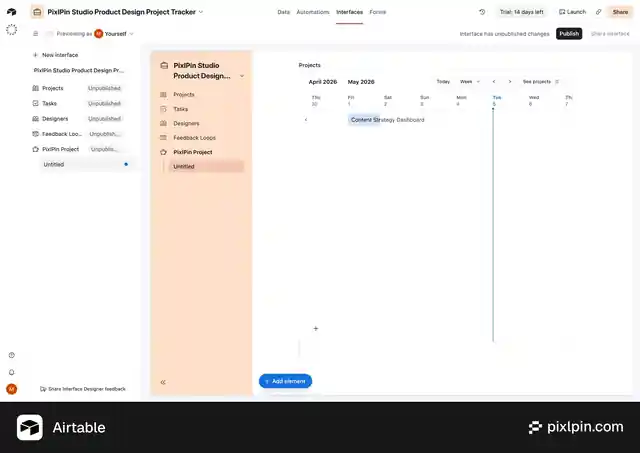 PixlPin Studio Product Design Project Tracker
Data
Automations
Interfaces
Forms
Trial: 14 days left
Launch
Share
Previewing as
M
Yourself
Interface has unpublished changes
Publish
Share interface
+ New interface
PixlPin Studio Product Design Pr...
Projects
Unpublished
Tasks
Unpublished
Designers
Unpublished
Feedback Loo...
Unpublis...
PixlPin Project
Unpublis...
Untitled
PixlPin Studio
Product Design...
Projects
Tasks
Designers
Feedback Loops
PixlPin Project
Untitled
Projects
April 2026
May 2026
Today
Week
See projects
Thu
30
Fri
1
Sat
2
Sun
3
Mon
4
Tue
5
Wed
6
Th
7
Content Strategy Dashboard
+
+ Add element
M
Share Interface Designer feedback
Airtable
pixlpin.com